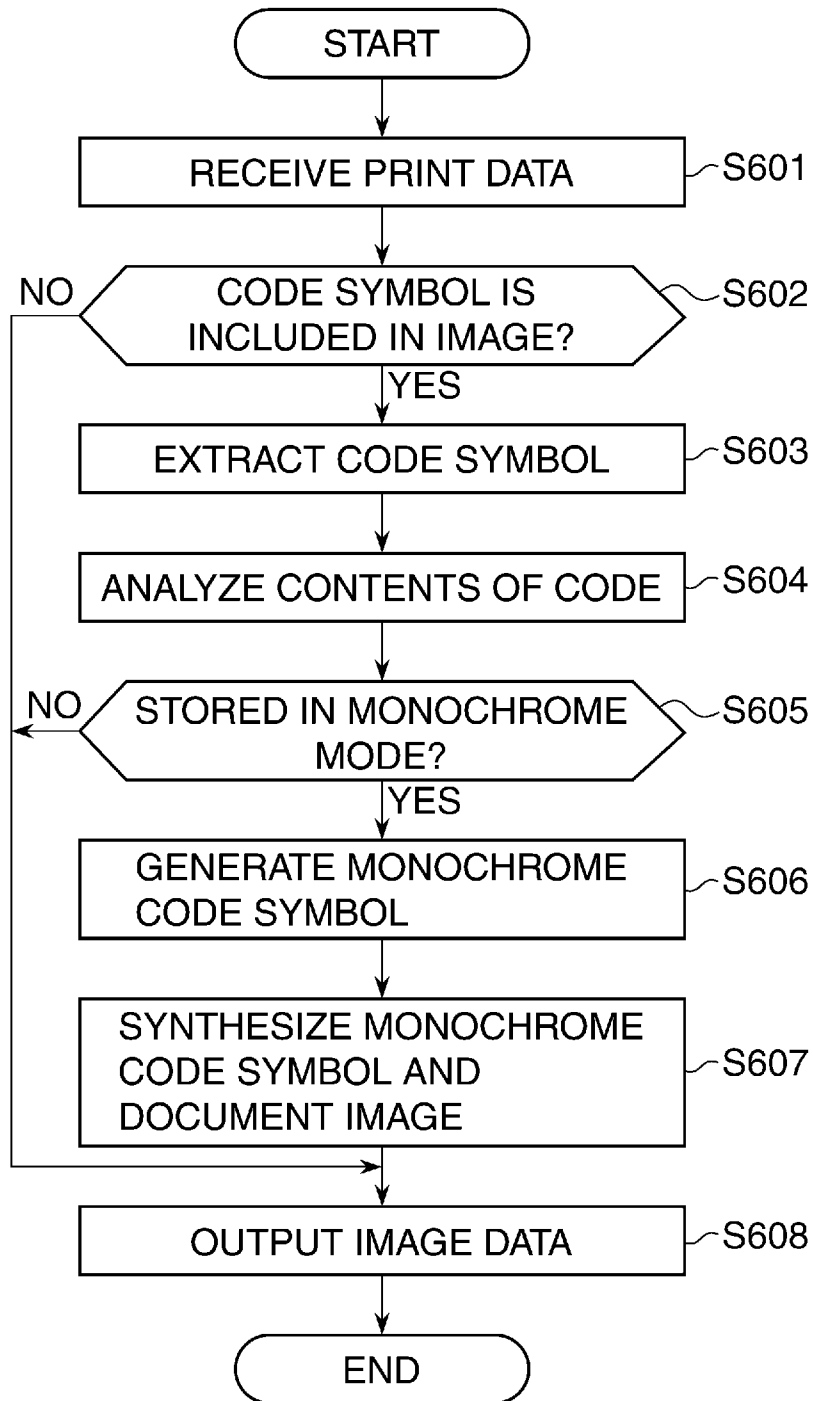 START
RECEIVE PRINT DATA
S601
NO
CODE SYMBOL IS
INCLUDED IN IMAGE?
S602
YES
EXTRACT CODE SYMBOL
S603
ANALYZE CONTENTS OF CODE
S604
NO
STORED IN MONOCHROME
MODE?
S605
YES
GENERATE MONOCHROME
CODE SYMBOL
S606
SYNTHESIZE MONOCHROME
CODE SYMBOL AND
DOCUMENT IMAGE
S607
OUTPUT IMAGE DATA
S608
END